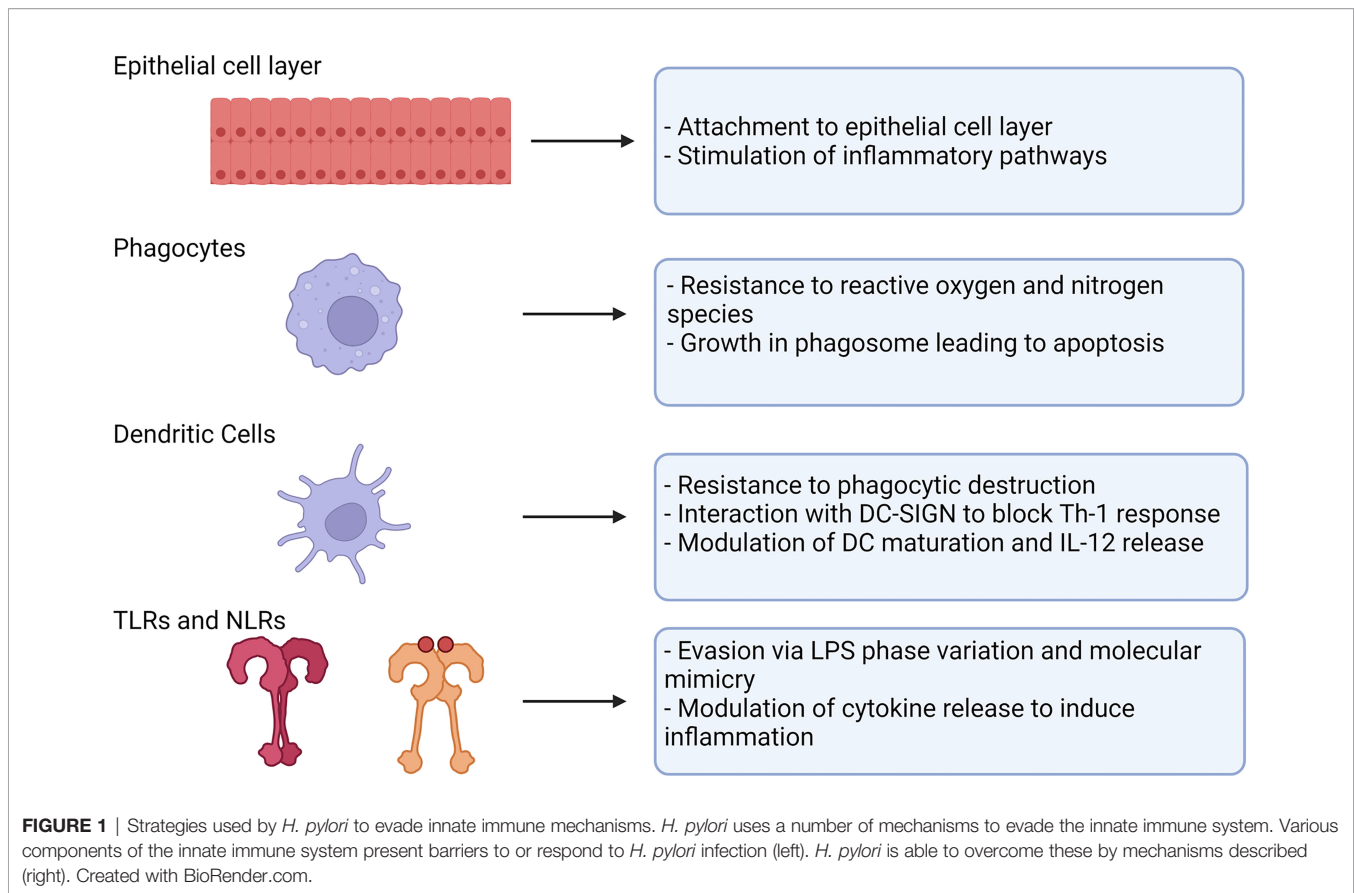 Epithelial cell layer
- Attachment to epithelial cell layer
- Stimulation of inflammatory pathways
Phagocytes
- Resistance to reactive oxygen and nitrogen
species
- Growth in phagosome leading to apoptosis
Dendritic Cells
- Resistance to phagocytic destruction
- Interaction with DC-SIGN to block Th-1 response
- Modulation of DC maturation and IL-12 release
TLRs and NLRs
- Evasion via LPS phase variation and molecular
mimicry
- Modulation of cytokine release to induce
inflammation
FIGURE 1 | Strategies used by H. pylori to evade innate immune mechanisms. H. pylori uses a number of mechanisms to evade the innate immune system. Various
components of the innate immune system present barriers to or respond to H. pylori infection (left). H. pylori is able to overcome these by mechanisms described
(right). Created with BioRender.com.